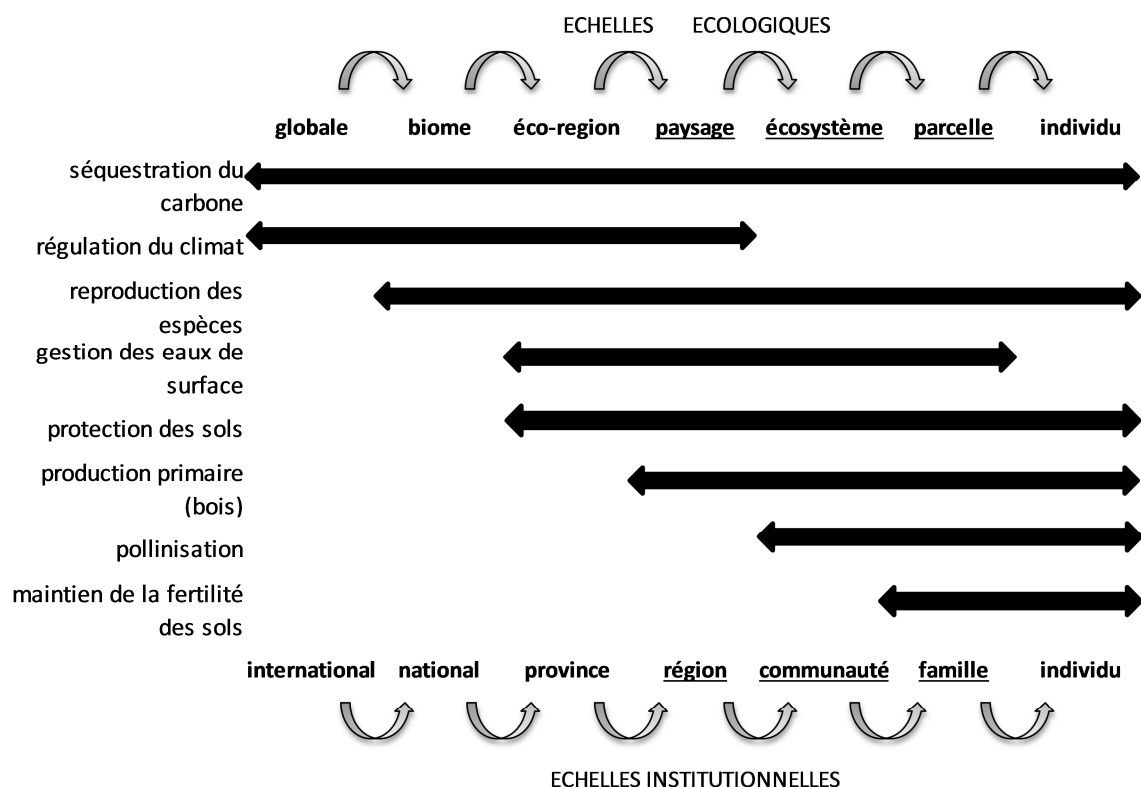 ECHELLES ECOLOGIQUES
globale biome éco-region paysage écosystème parcelle individu
séquestration du
carbone
régulation du climat
reproduction des
espèces
gestion des eaux de
surface
protection des sols
production primaire
(bois)
pollinisation
maintien de la fertilité
des sols
international national province région communauté famille individu
ECHELLES INSTITUTIONNELLES